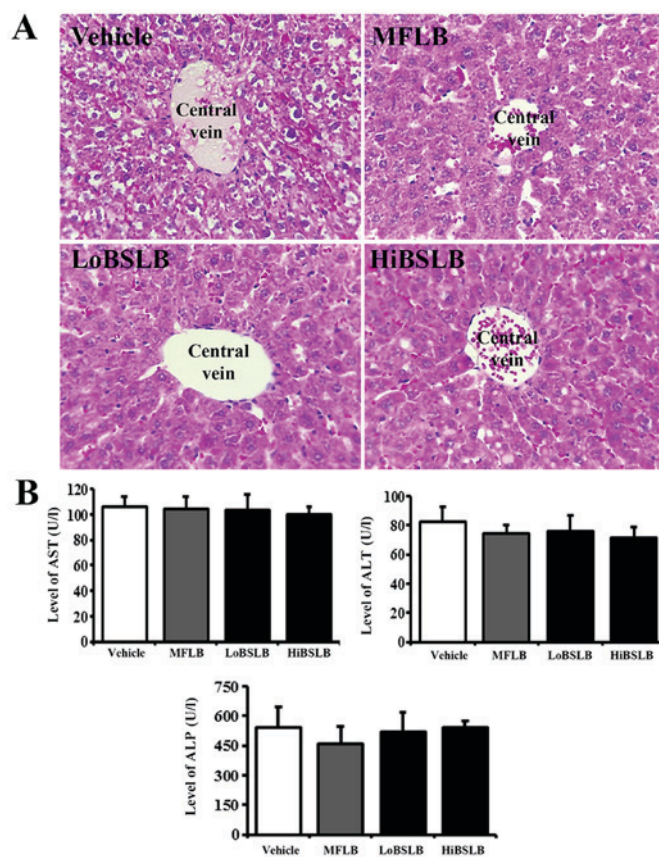 A
Vehicle
Central
vein
MFLB
Central
vein
LoBSLB
Central
vein
HiBSLB
Central
vein
B
Level of AST (U/l)
120
100
80
60
40
20
0
Vehicle MFLB LoBSLB HiBSLB
Level of ALT (U/l)
100
80
60
40
20
0
Vehicle MFLB LoBSLB HiBSLB
Level of ALP (U/l)
750
600
450
300
150
0
Vehicle MFLB LoBSLB HiBSLB